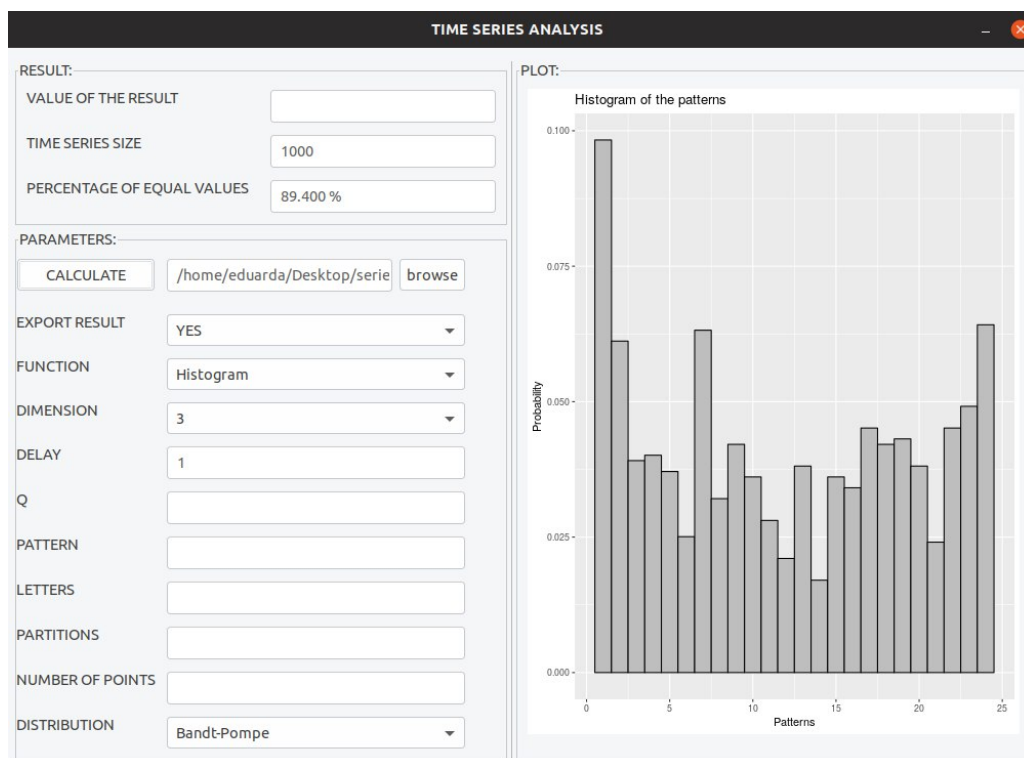 TIME SERIES ANALYSIS
RESULT:
VALUE OF THE RESULT
TIME SERIES SIZE
1000
PERCENTAGE OF EQUAL VALUES
89.400 %
PARAMETERS:
CALCULATE
/home/eduarda/Desktop/serie
browse
EXPORT RESULT
YES
FUNCTION
Histogram
DIMENSION
3
DELAY
1
Q
PATTERN
LETTERS
PARTITIONS
NUMBER OF POINTS
DISTRIBUTION
Bandt-Pompe
PLOT:
Histogram of the patterns
Probability
0.100
0.075
0.050
0.025
0.000
0 5 10 15 20 25
Patterns